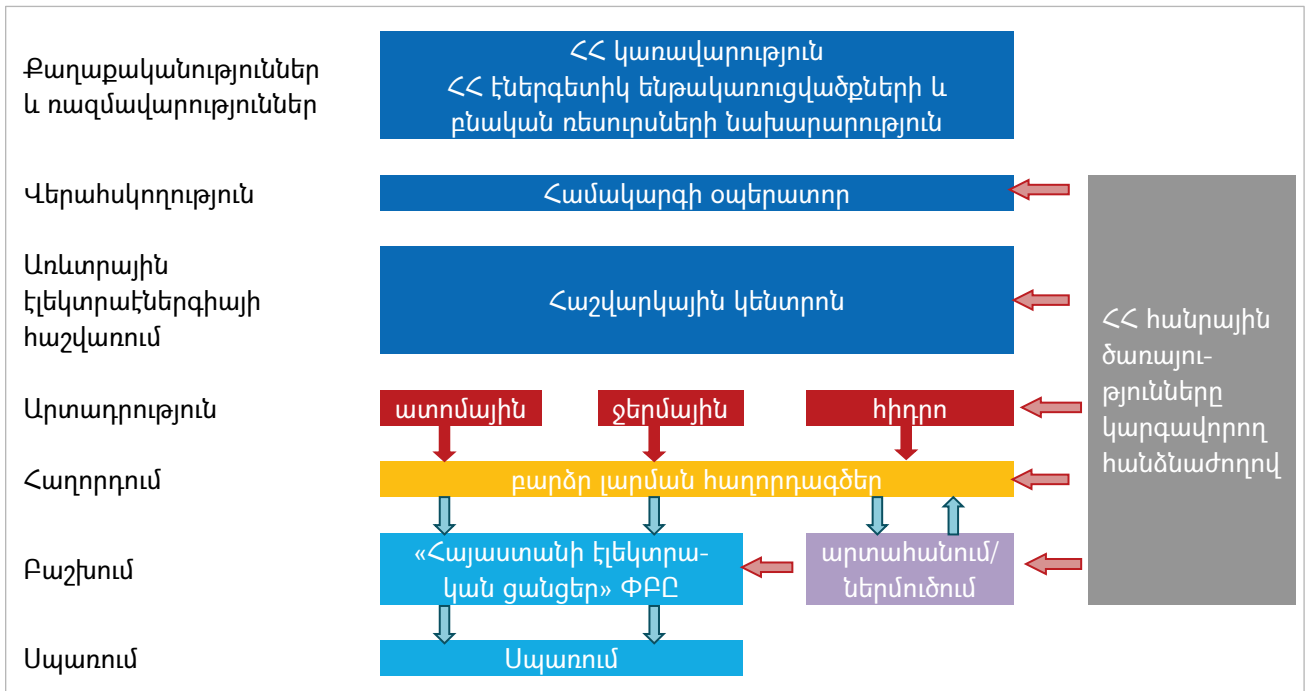 Քաղաքականություններ
և ռազմավարություններ
ՀՀ կառավարություն
ՀՀ էներգետիկ ենթակառուցվածքների և
բնական ռեսուրսների նախարարություն
Վերահսկողություն
Համակարգի օպերատոր
Առևտրային
էլեկտրաէներգիայի
հաշվառում
Հաշվարկային կենտրոն
ՀՀ հանրային
ծառայու-
թյունները
կարգավորող
հանձնաժողով
Արտադրություն
ատոմային
ջերմային
հիդրո
Հաղորդում
բարձր լարման հաղորդագծեր
Բաշխում
«Հայաստանի էլեկտրա-
կան ցանցեր» ՓԲԸ
արտահանում/
ներմուծում
Սպառում
Սպառում